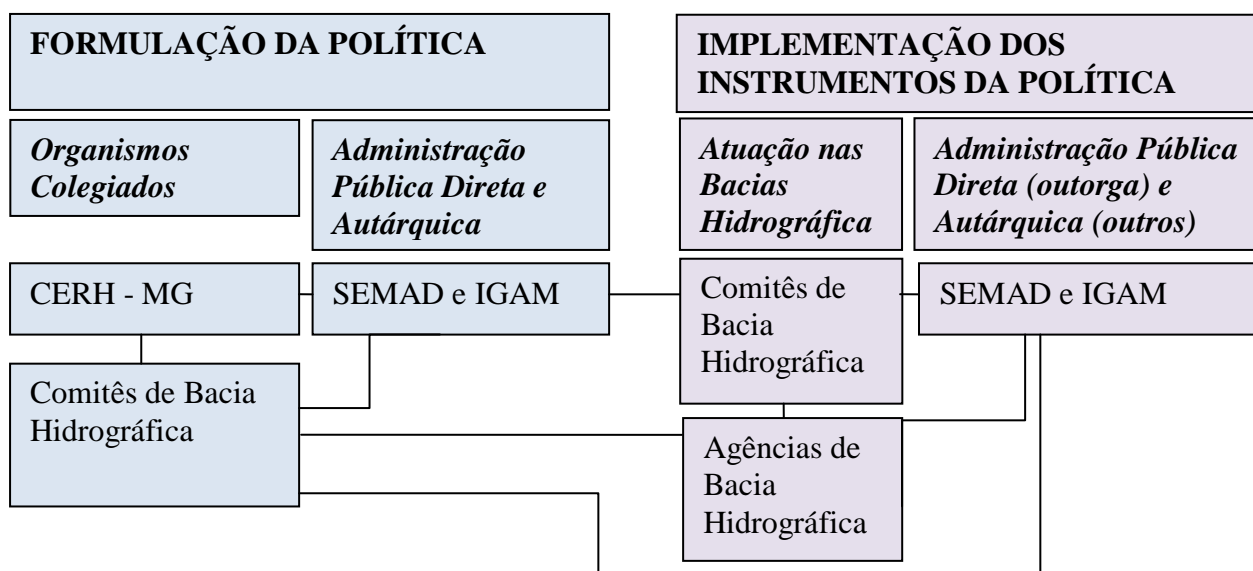 FORMULAÇÃO DA POLÍTICA
IMPLEMENTAÇÃO DOS
INSTRUMENTOS DA POLÍTICA
Organismos
Colegiados
Administração
Pública Direta e
Autárquica
Atuação nas
Bacias
Hidrográfica
Administração Pública
Direta (outorga) e
Autárquica (outros)
CERH - MG
SEMAD e IGAM
Comitês de
Bacia
Hidrográfica
SEMAD e IGAM
Comitês de Bacia
Hidrográfica
Agências de
Bacia
Hidrográfica